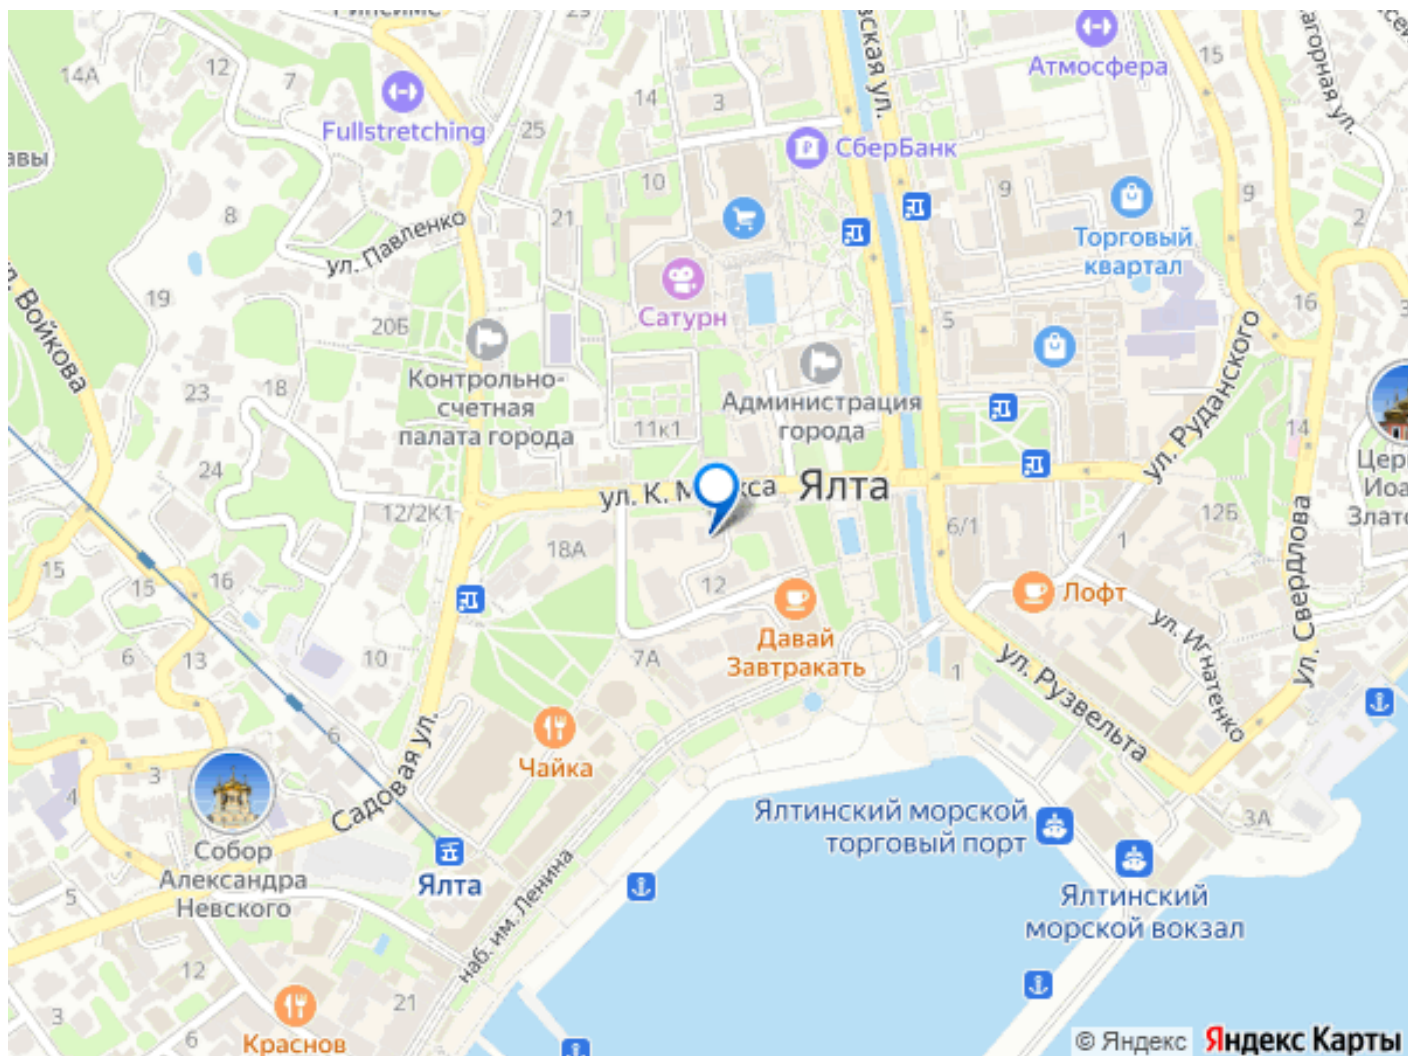 14А
12
7
23
14
3
15
Атмосфера
Fullstretching
25
СберБанк
10
9
9
2
8
21
ул. Павленко
Торговый
квартал
19
20Б
Сатурн
5
16
ул. Руданского
Контрольно-
счетная
палата города
Администрация
города
23
18
11к1
14
24
12/2К1
ул. К. М
кса
Ялта
18А
6/1
12Б
1
15
15
16
12
Давай
Завтракать
Лофт
ул. Игнатенко
ул. Свердлова
6
13
10
7А
1
ул. Рузвельта
6
Чайка
Садовая ул.
3
4
Ялтинский морской
торговый порт
3А
Собор
Александра
Невского
Ялта
Ялтинский
морской вокзал
5
наб. им. Ленина
12
3
21
6
Краснов
© Яндекс
Яндекс Карты